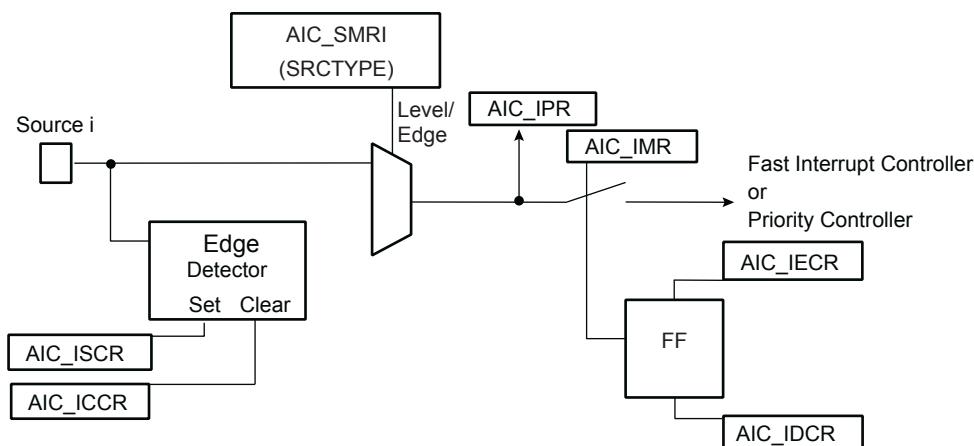 AIC_SMRI
(SRCTYPE)
Level/
Edge
Source i
AIC_IPR
AIC_IMR
Fast Interrupt Controller
or
Priority Controller
Edge
Detector
Set Clear
AIC_IECR
FF
AIC_ISCR
AIC_ICCR
AIC_IDCR